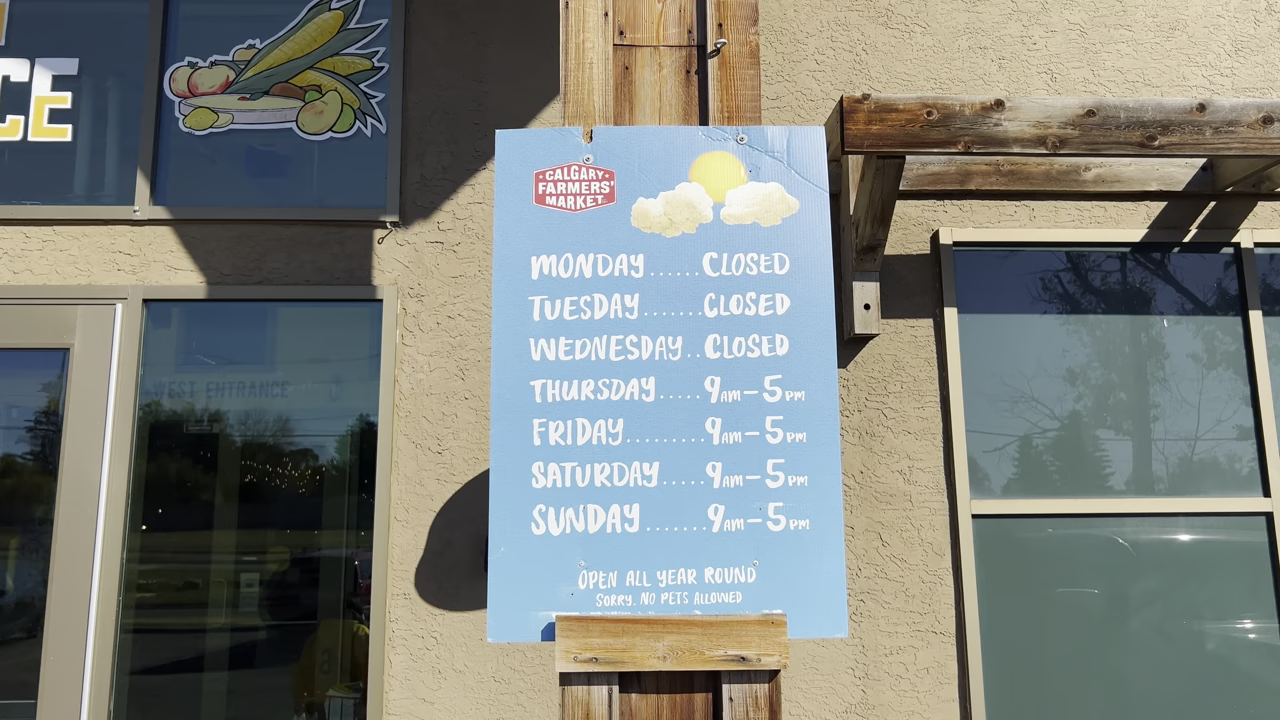 CE
CALGARY
FARMERS'
MARKET
MONDAY......CLOSED
TUESDAY.......CLOSED
WEDNESDAY..CLOSED
THURSDAY.....9AM-5PM
FRIDAY.........9AM-5PM
SATURDAY.....9AM-5PM
SUNDAY.......9AM-5PM
OPEN ALL YEAR ROUND
SORRY, NO PETS ALLOWED
WEST ENTRANCE